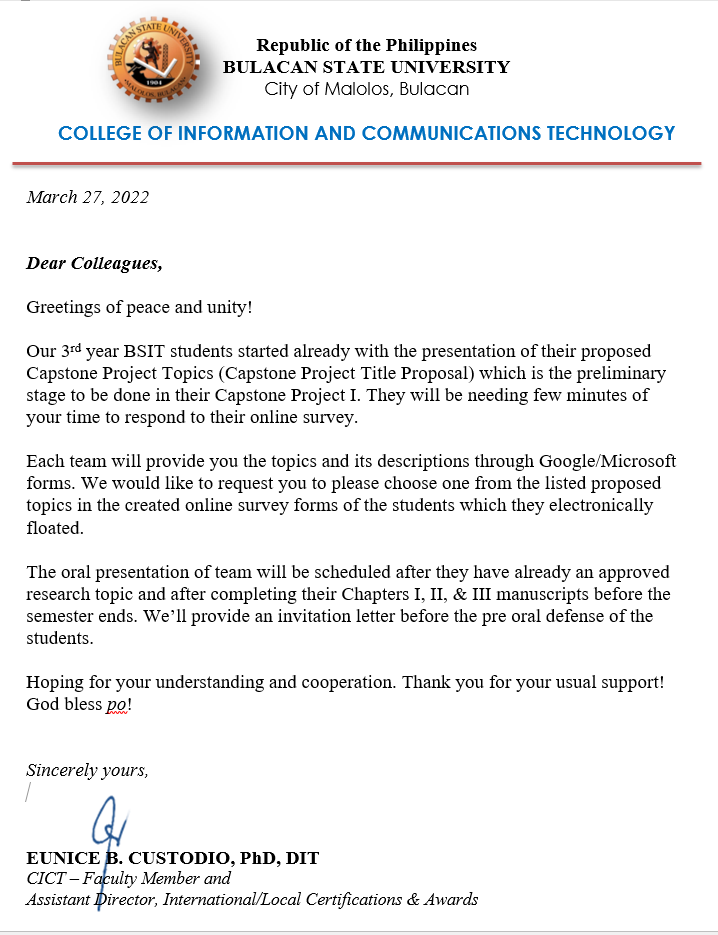 BULACAN STATE UNIVERSITY
1904
MALOLOS, BULACAN
Republic of the Philippines
BULACAN STATE UNIVERSITY
City of Malolos, Bulacan
COLLEGE OF INFORMATION AND COMMUNICATIONS TECHNOLOGY
March 27, 2022
Dear Colleagues,
Greetings of peace and unity!
Our 3rd year BSIT students started already with the presentation of their proposed
Capstone Project Topics (Capstone Project Title Proposal) which is the preliminary
stage to be done in their Capstone Project I. They will be needing few minutes of
your time to respond to their online survey.
Each team will provide you the topics and its descriptions through Google/Microsoft
forms. We would like to request you to please choose one from the listed proposed
topics in the created online survey forms of the students which they electronically
floated.
The oral presentation of team will be scheduled after they have already an approved
research topic and after completing their Chapters I, II, & III manuscripts before the
semester ends. We’ll provide an invitation letter before the pre oral defense of the
students.
Hoping for your understanding and cooperation. Thank you for your usual support!
God bless po!
Sincerely yours,
EUNICE B. CUSTODIO, PhD, DIT
CICT – Faculty Member and
Assistant Director, International/Local Certifications & Awards